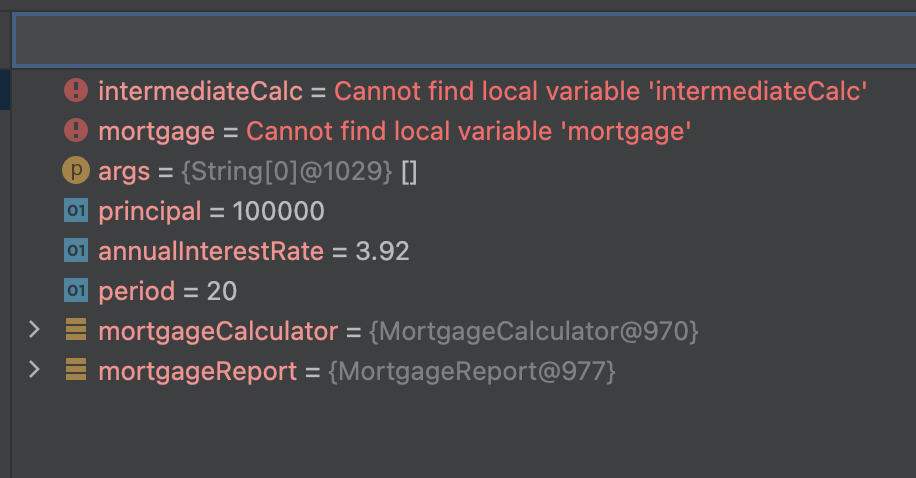 ! intermediateCalc = Cannot find local variable 'intermediateCalc'
! mortgage = Cannot find local variable 'mortgage'
p args = {String[0]@1029} []
01 principal = 100000
01 annualInterestRate = 3.92
01 period = 20
mortgageCalculator = {MortgageCalculator@970}
mortgageReport = {MortgageReport@977}